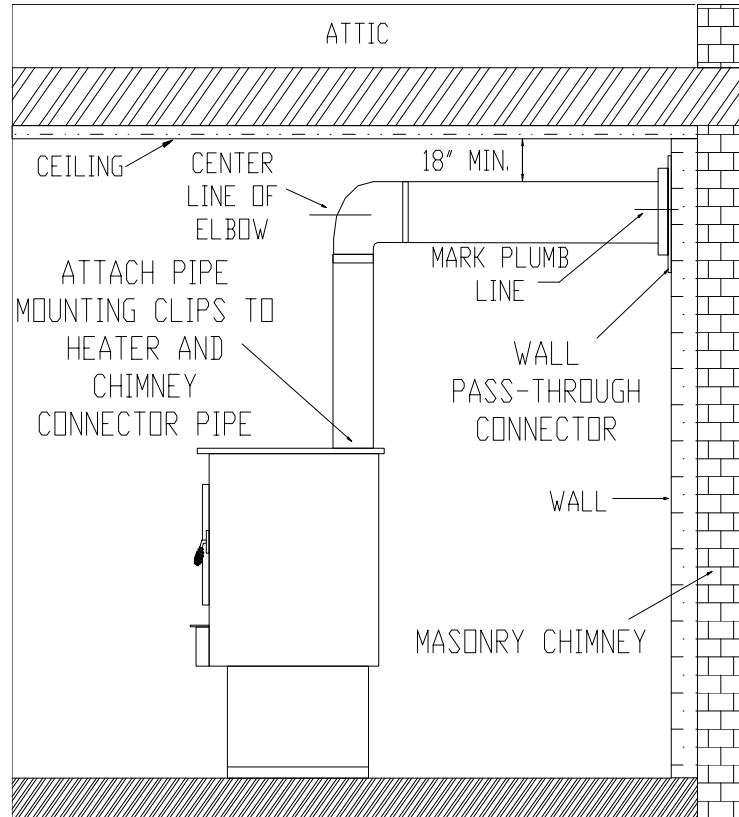 ATTIC
CEILING
CENTER
LINE OF
ELBOW
18" MIN.
MARK PLUMB
LINE
ATTACH PIPE
MOUNTING CLIPS TO
HEATER AND
CHIMNEY
CONNECTOR PIPE
WALL
PASS-THROUGH
CONNECTOR
WALL
MASONRY CHIMNEY